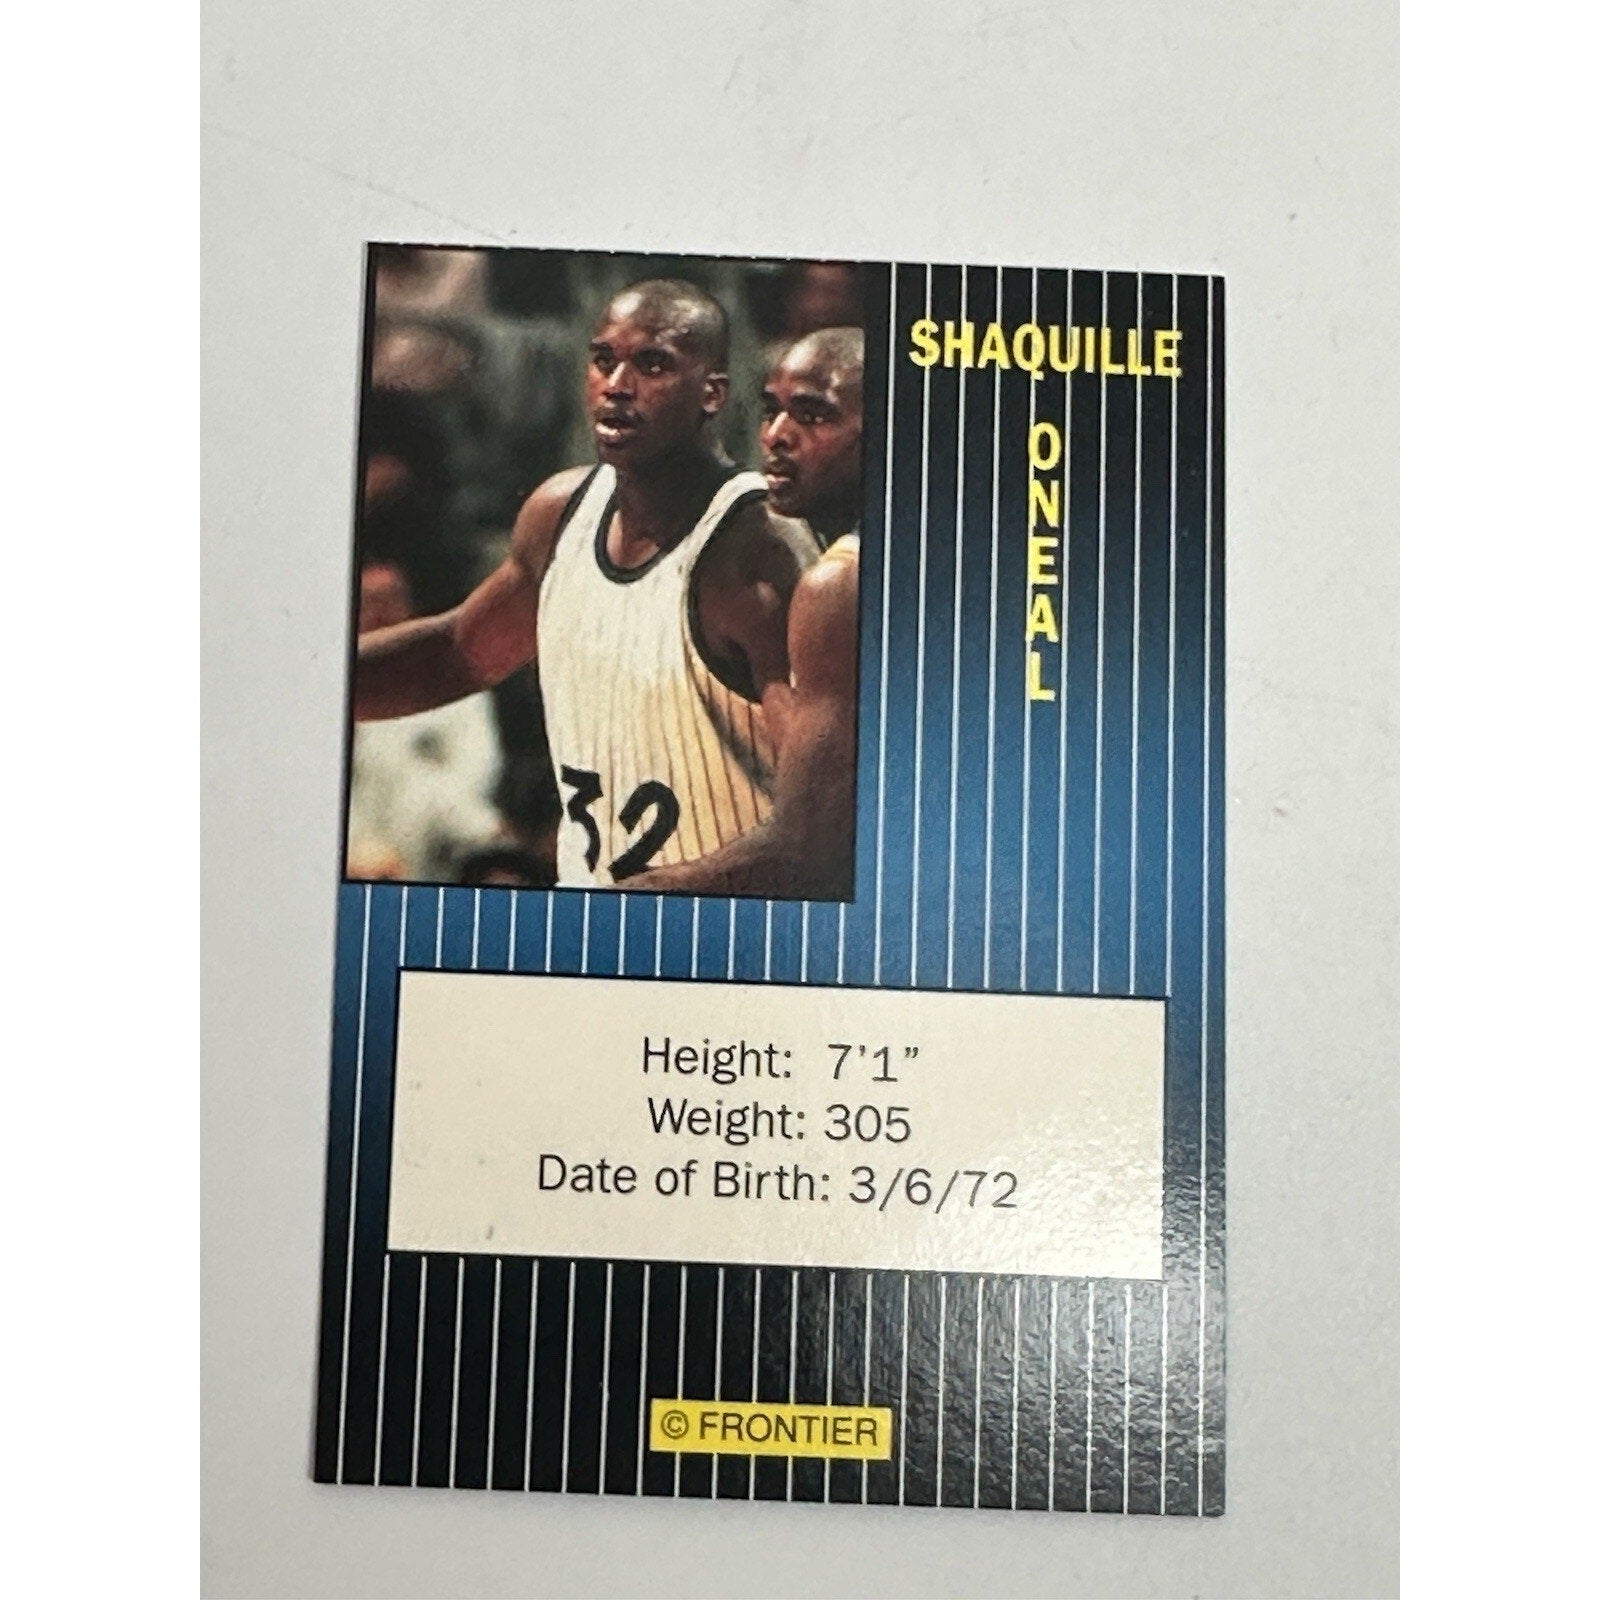 SHAQUILLE
ONEAL
32
Height: 7'1"
Weight: 305
Date of Birth: 3/6/72
© FRONTIER